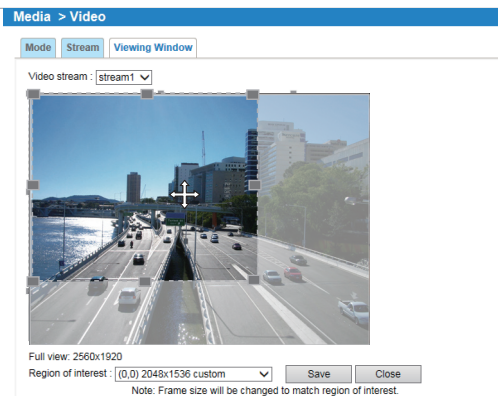 Media > Video
Mode Stream Viewing Window
Video stream : stream1
Full view: 2560x1920
Region of interest : (0,0) 2048x1536 custom Save Close
Note: Frame size will be changed to match region of interest.